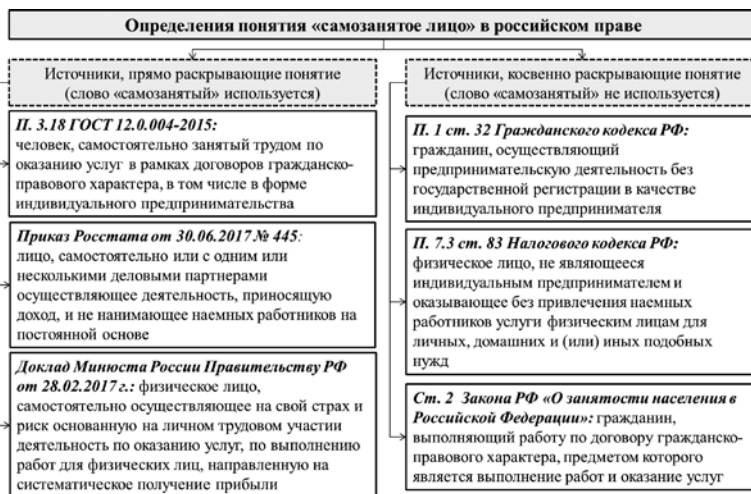 Определения понятия «самозанятое лицо» в российском праве
Источники, прямо раскрывающие понятие
(слово «самозанятый» используется)
П. 3.18 ГОСТ 12.0.004-2015:
человек, самостоятельно занятый трудом по
оказанию услуг в рамках договоров гражданско-
правового характера, в том числе в форме
индивидуального предпринимательства
Приказ Росстата от 30.06.2017 № 445:
лицо, самостоятельно или с одним или
несколькими деловыми партнерами
осуществляющее деятельность, приносящую
доход, и не нанимающее наемных работников на
постоянной основе
Доклад Минюста России Правительству РФ
от 28.02.2017 г.: физическое лицо,
самостоятельно осуществляющее на свой страх и
риск основанную на личном трудовом участии
деятельность по оказанию услуг, по выполнению
работ для физических лиц, направленную на
систематическое получение прибыли
Источники, косвенно раскрывающие понятие
(слово «самозанятый» не используется)
П. 1 ст. 32 Гражданского кодекса РФ:
гражданин, осуществляющий
предпринимательскую деятельность без
государственной регистрации в качестве
индивидуального предпринимателя
П. 7.3 ст. 83 Налогового кодекса РФ:
физическое лицо, не являющееся
индивидуальным предпринимателем и
оказывающее без привлечения наемных
работников услуги физическим лицам для
личных, домашних и (или) иных подобных
нужд
Ст. 2 Закона РФ «О занятости населения в
Российской Федерации»: гражданин,
выполняющий работу по договору гражданско-
правового характера, предметом которого
является выполнение работ и оказание услуг